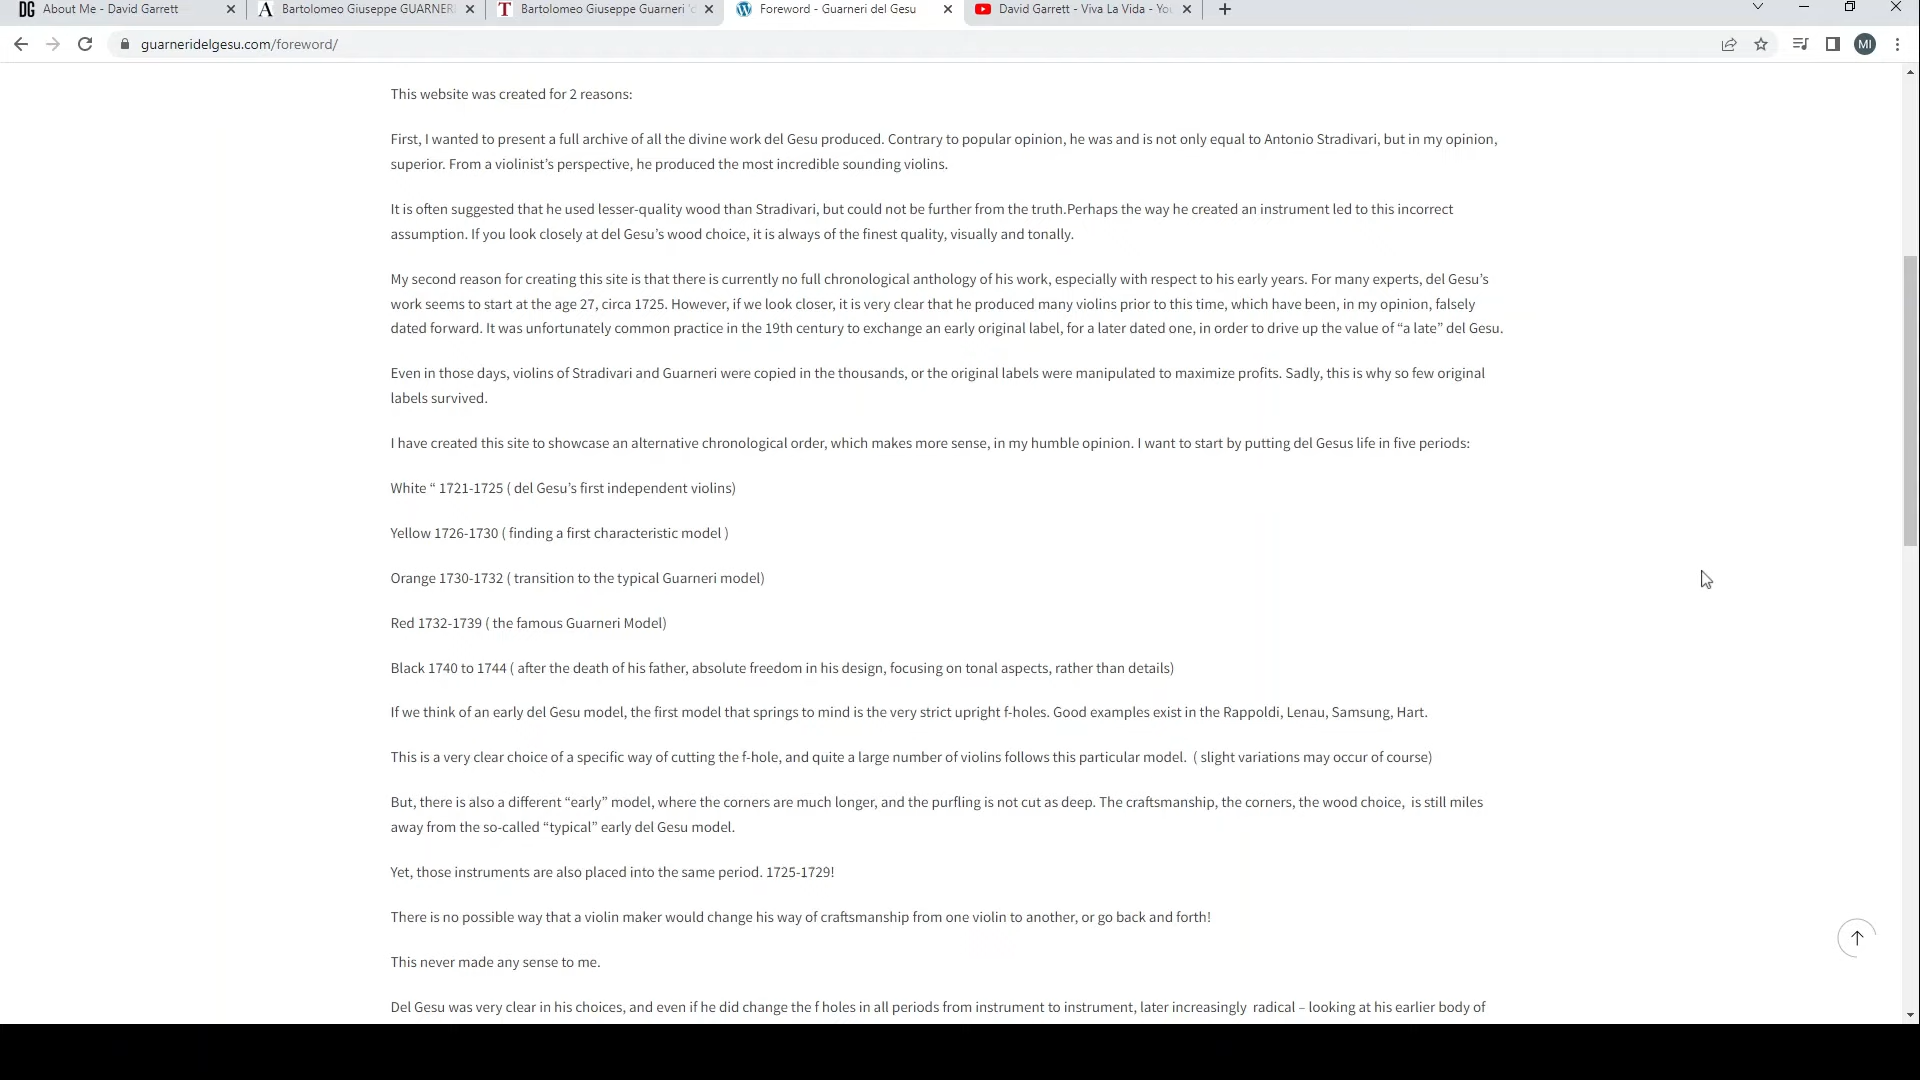 About Me - David Garrett
Bartolomeo Giuseppe GUARNERI
Bartolomeo Giuseppe Guarneri 'd
Foreword - Guarneri del Gesu
David Garrett - Viva La Vida - You
guarneridelgesu.com/foreword/
MI
This website was created for 2 reasons:
First, I wanted to present a full archive of all the divine work del Gesu produced. Contrary to popular opinion, he was and is not only equal to Antonio Stradivari, but in my opinion,
superior. From a violinist’s perspective, he produced the most incredible sounding violins.
It is often suggested that he used lesser-quality wood than Stradivari, but could not be further from the truth.Perhaps the way he created an instrument led to this incorrect
assumption. If you look closely at del Gesu’s wood choice, it is always of the finest quality, visually and tonally.
My second reason for creating this site is that there is currently no full chronological anthology of his work, especially with respect to his early years. For many experts, del Gesu’s
work seems to start at the age 27, circa 1725. However, if we look closer, it is very clear that he produced many violins prior to this time, which have been, in my opinion, falsely
dated forward. It was unfortunately common practice in the 19th century to exchange an early original label, for a later dated one, in order to drive up the value of “a late” del Gesu.
Even in those days, violins of Stradivari and Guarneri were copied in the thousands, or the original labels were manipulated to maximize profits. Sadly, this is why so few original
labels survived.
I have created this site to showcase an alternative chronological order, which makes more sense, in my humble opinion. I want to start by putting del Gesus life in five periods:
White “ 1721-1725 ( del Gesu’s first independent violins)
Yellow 1726-1730 ( finding a first characteristic model )
Orange 1730-1732 ( transition to the typical Guarneri model)
Red 1732-1739 ( the famous Guarneri Model)
Black 1740 to 1744 ( after the death of his father, absolute freedom in his design, focusing on tonal aspects, rather than details)
If we think of an early del Gesu model, the first model that springs to mind is the very strict upright f-holes. Good examples exist in the Rappoldi, Lenau, Samsung, Hart.
This is a very clear choice of a specific way of cutting the f-hole, and quite a large number of violins follows this particular model. ( slight variations may occur of course)
But, there is also a different “early” model, where the corners are much longer, and the purfling is not cut as deep. The craftsmanship, the corners, the wood choice, is still miles
away from the so-called “typical” early del Gesu model.
Yet, those instruments are also placed into the same period. 1725-1729!
There is no possible way that a violin maker would change his way of craftsmanship from one violin to another, or go back and forth!
This never made any sense to me.
Del Gesu was very clear in his choices, and even if he did change the f holes in all periods from instrument to instrument, later increasingly radical – looking at his earlier body of